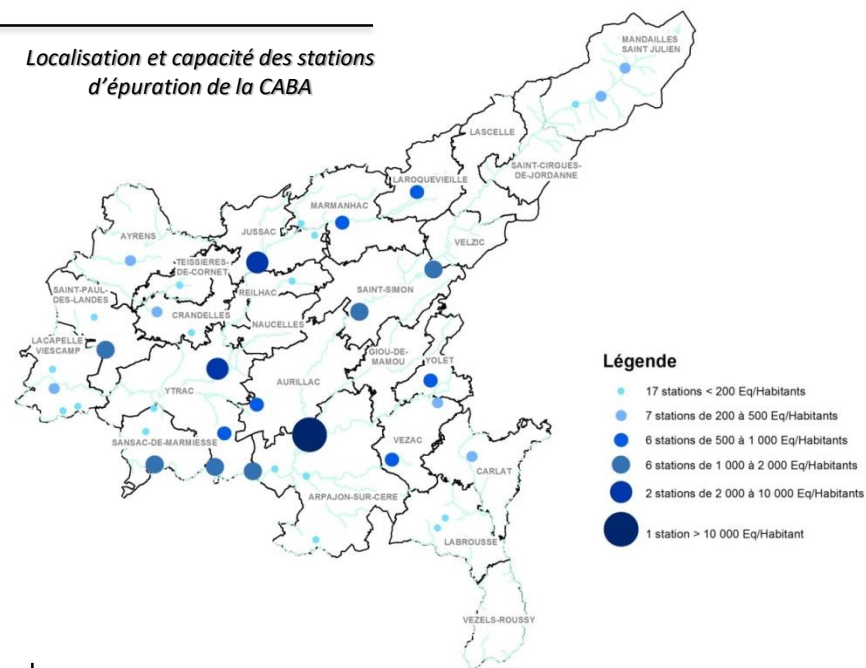 Localisation et capacité des stations
d'épuration de la CABA
MANDAILLES
SAINT JULIEN
LASCELLE
SAINT-CIRGUES-
DE-JORDANNE
LAROQUEVIEILLE
MARMANHAC
JUSSAC
VELZIC
AYRENS
TEISSIERES-
DE-CORNET
SAINT-PAUL-
DES-LANDES
REILHAC
SAINT-SIMON
CRANDELLES
NAUCELLES
LACAPELLE
VIESCAMP
GIOU-DE-
MAMOU
YOLET
AURILLAC
YTRAC
SANSAC-DE-MARMIESSE
VEZAC
CARLAT
ARPAJON-SUR-CERE
LABROUSSE
VEZELS-ROUSSY
Légende
17 stations < 200 Eq/Habitants
7 stations de 200 à 500 Eq/Habitants
6 stations de 500 à 1 000 Eq/Habitants
6 stations de 1 000 à 2 000 Eq/Habitants
2 stations de 2 000 à 10 000 Eq/Habitants
1 station > 10 000 Eq/Habitant